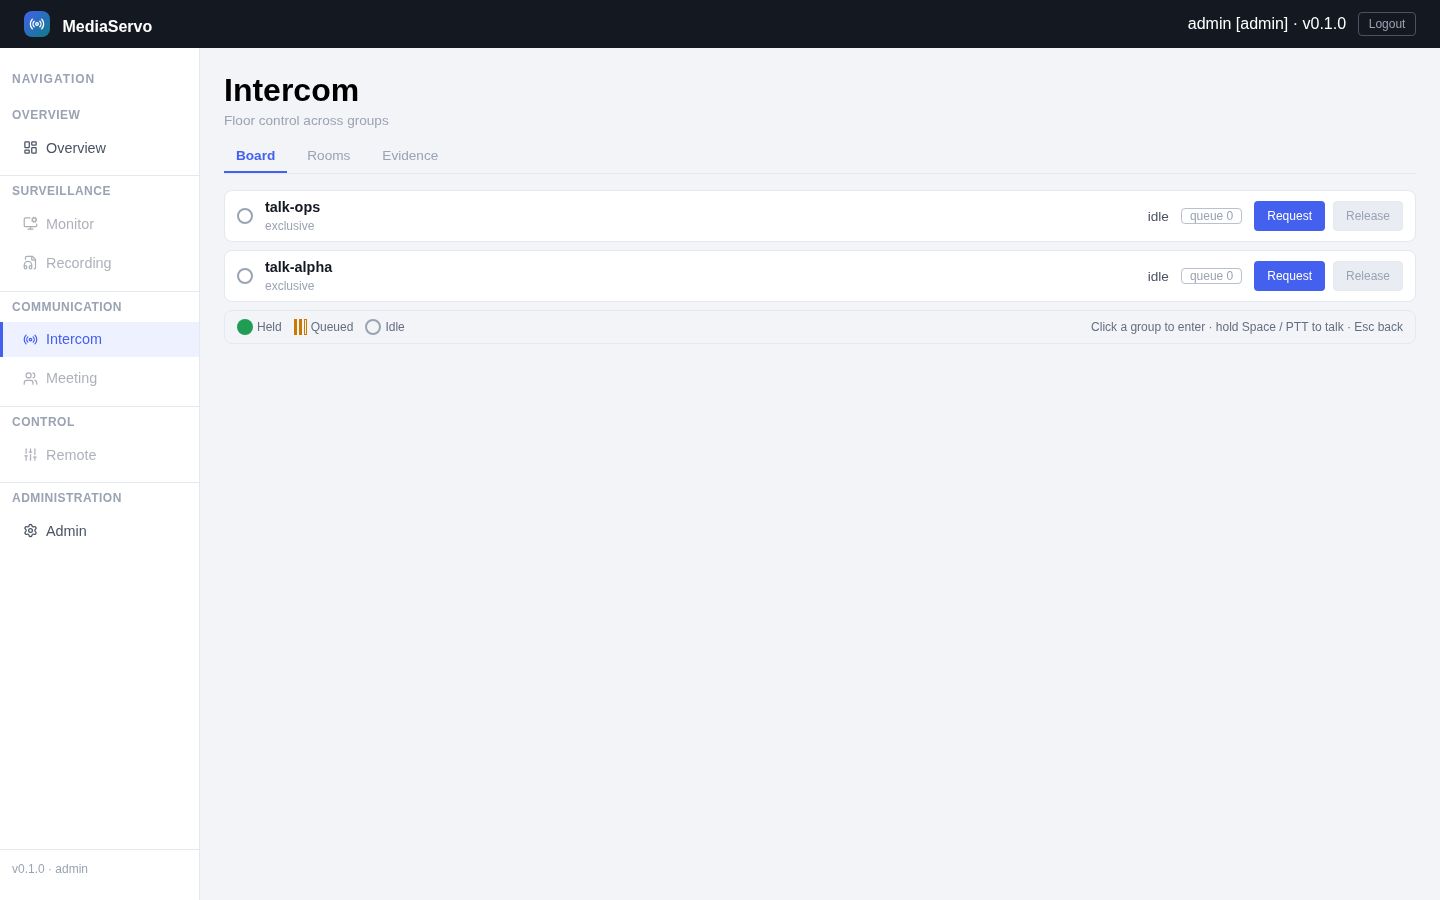 MediaServo
admin [admin] · v0.1.0
Logout
NAVIGATION
OVERVIEW
Overview
SURVEILLANCE
Monitor
Recording
COMMUNICATION
Intercom
Meeting
CONTROL
Remote
ADMINISTRATION
Admin
v0.1.0 · admin
Intercom
Floor control across groups
Board Rooms Evidence
talk-ops
exclusive
idle queue 0 Request Release
talk-alpha
exclusive
idle queue 0 Request Release
Held Queued Idle
Click a group to enter · hold Space / PTT to talk · Esc back